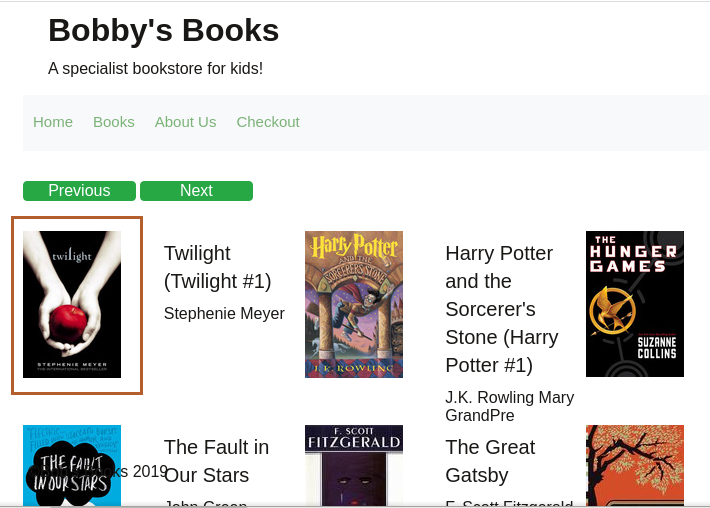 Bobby's Books
A specialist bookstore for kids!
Home Books About Us Checkout
Previous Next
twilight
STEPHENIE MEYER
THE INTERNATIONAL BESTSELLER
Twilight
(Twilight #1)
Stephenie Meyer
Harry Potter
AND THE
SORCERER'S STONE
J.K. ROWLING
Harry Potter
and the
Sorcerer's
Stone (Harry
Potter #1)
J.K. Rowling Mary
GrandPre
THE
HUNGER
GAMES
SUZANNE
COLLINS
THE FAULT
IN OUR STARS
2019
The Fault in
Our Stars
John Green
F. SCOTT
FITZGERALD
The Great
Gatsby
F. Scott Fitzgerald